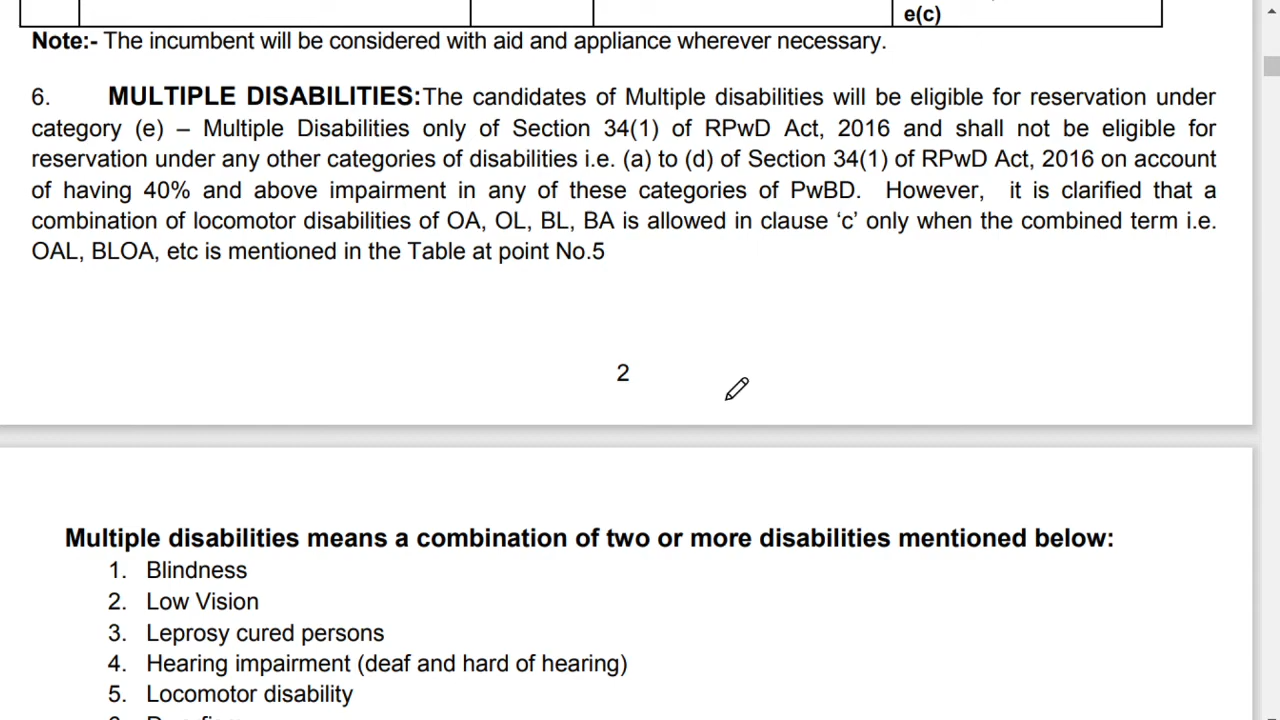 e(c)
Note:- The incumbent will be considered with aid and appliance wherever necessary.
6. MULTIPLE DISABILITIES:The candidates of Multiple disabilities will be eligible for reservation under
category (e) – Multiple Disabilities only of Section 34(1) of RPwD Act, 2016 and shall not be eligible for
reservation under any other categories of disabilities i.e. (a) to (d) of Section 34(1) of RPwD Act, 2016 on account
of having 40% and above impairment in any of these categories of PwBD. However, it is clarified that a
combination of locomotor disabilities of OA, OL, BL, BA is allowed in clause ‘c’ only when the combined term i.e.
OAL, BLOA, etc is mentioned in the Table at point No.5
2
Multiple disabilities means a combination of two or more disabilities mentioned below:
1. Blindness
2. Low Vision
3. Leprosy cured persons
4. Hearing impairment (deaf and hard of hearing)
5. Locomotor disability